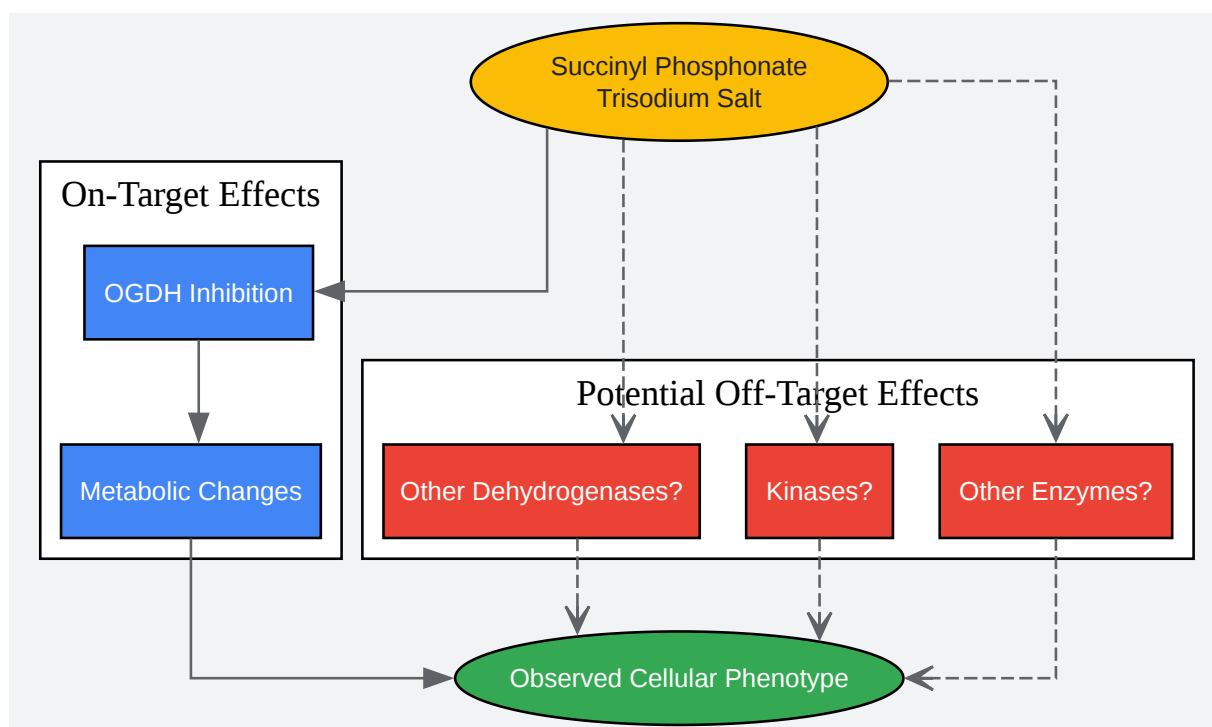 Succinyl Phosphonate
Trisodium Salt
On-Target Effects
OGDH Inhibition
Potential Off-Target Effects
Metabolic Changes
Other Dehydrogenases?
Kinases?
Other Enzymes?
Observed Cellular Phenotype